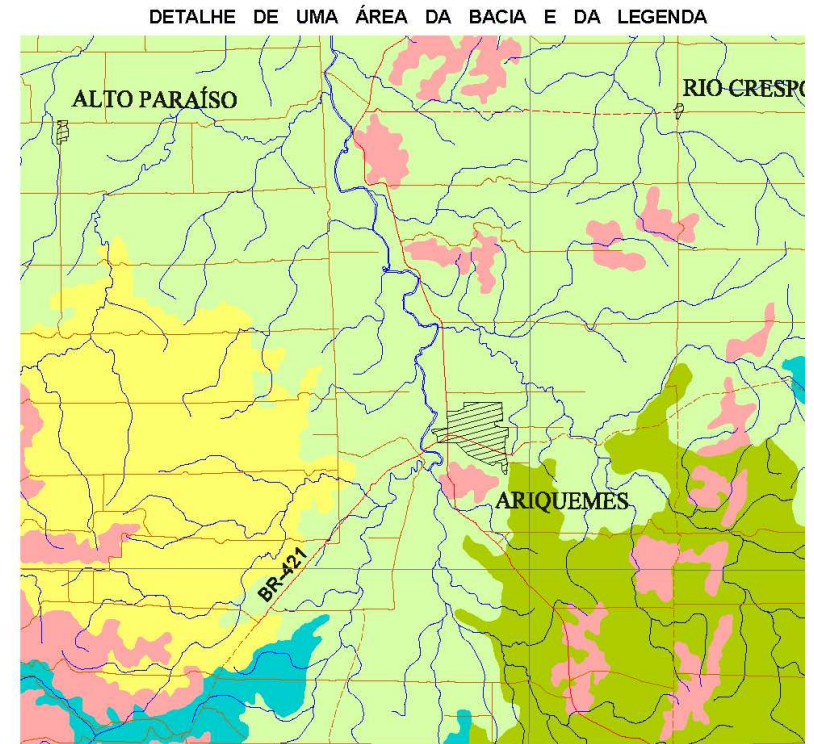 DETALHE DE UMA ÁREA DA BACIA E DA LEGENDA
ALTO PARAÍSO
RIO CRESPO
ARIQUEMES
BR-421